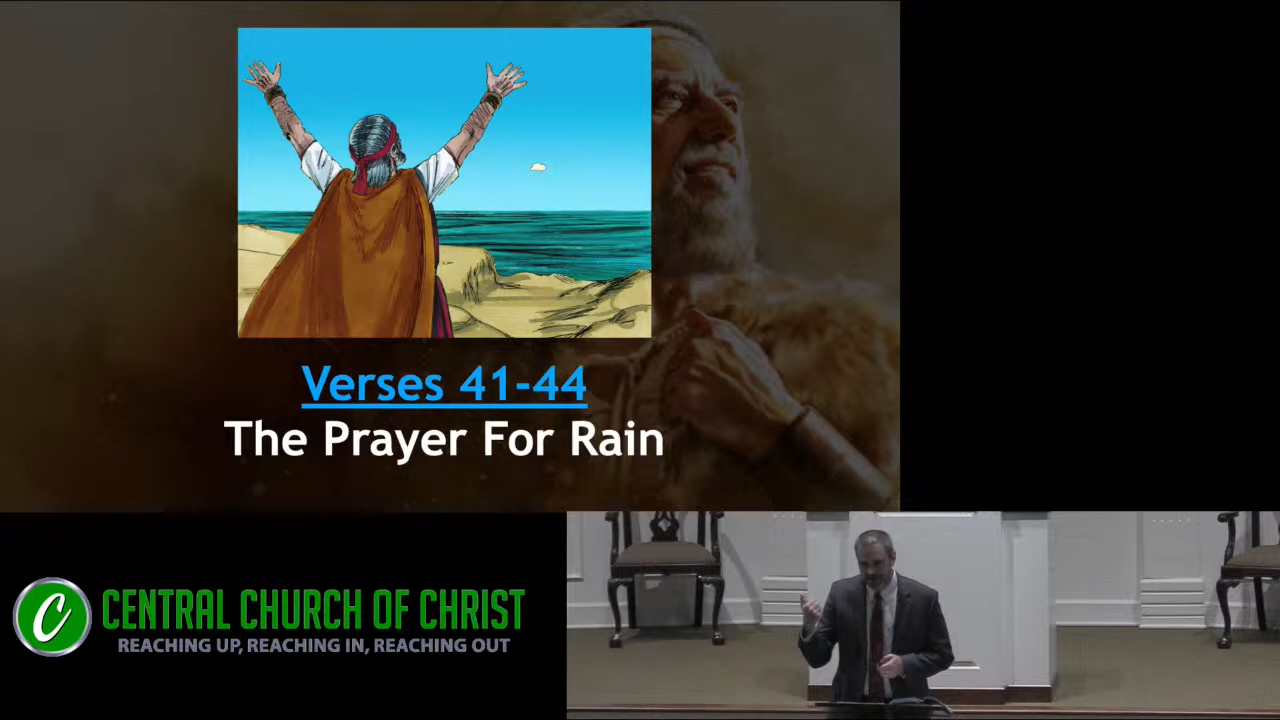 Verses 41-44
The Prayer For Rain
C
CENTRAL CHURCH OF CHRIST
REACHING UP, REACHING IN, REACHING OUT